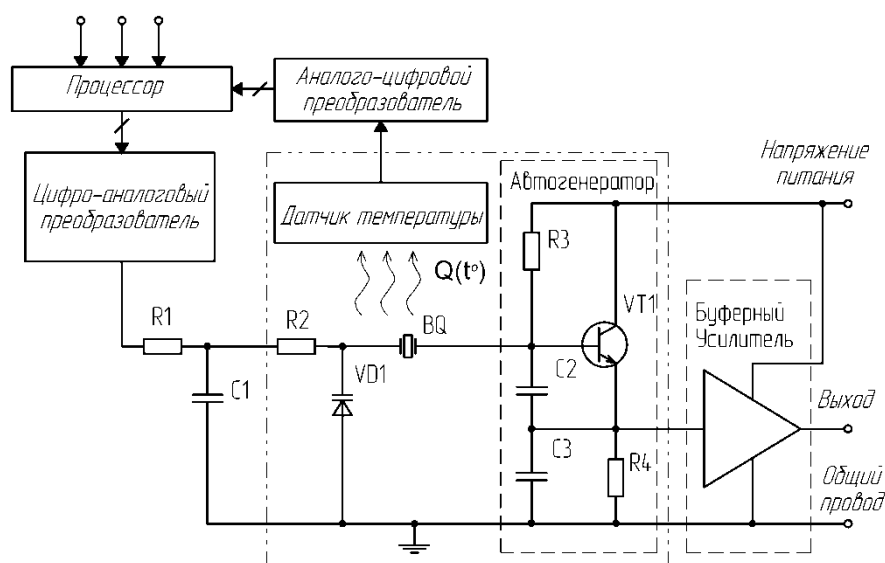 Процессор
Аналого-цифровой
преобразователь
Цифро-аналоговый
преобразователь
Датчик температуры
Автогенератор
Напряжение
питания
Q(t°)
R3
VT1
Буферный
Усилитель
R1
R2
BQ
VD1
C1
C2
C3
R4
Выход
Общий
провод